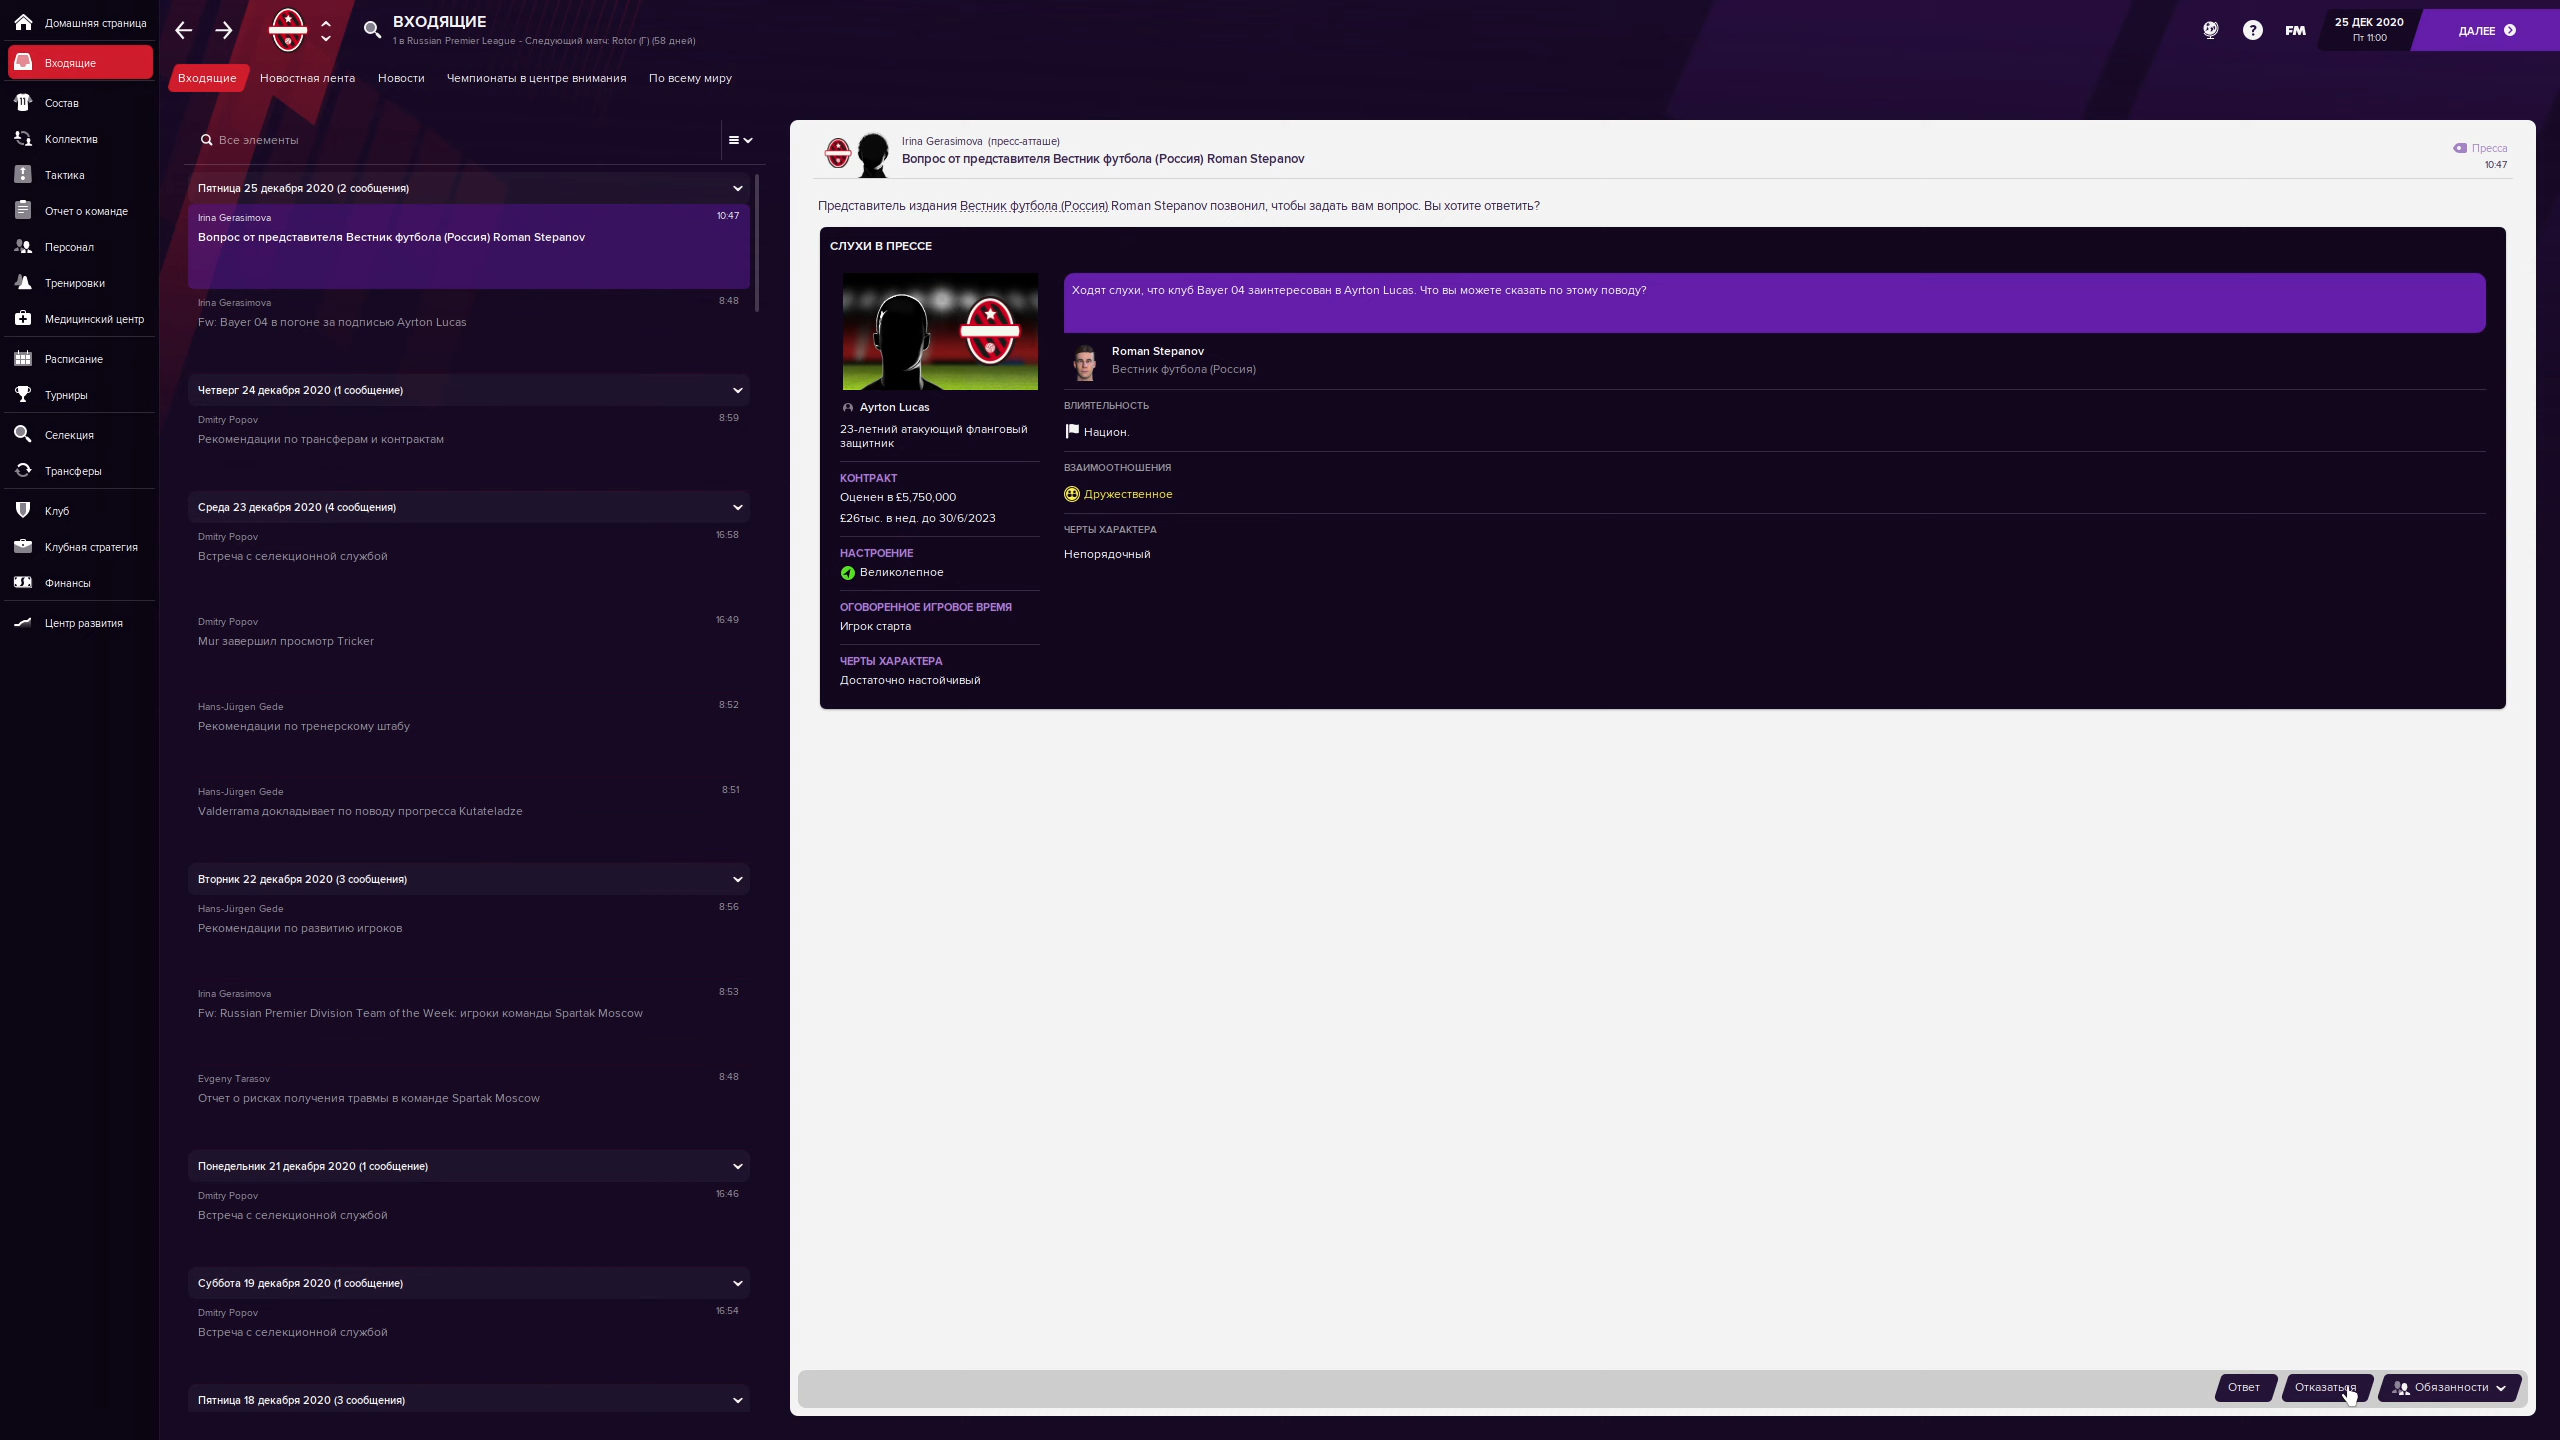 Домашняя страница
Входящие
Состав
Коллектив
Тактика
Отчет о команде
Персонал
Тренировки
Медицинский центр
Расписание
Турниры
Селекция
Трансферы
Клуб
Клубная стратегия
Финансы
Центр развития
ВХОДЯЩИЕ
1 в Russian Premier League - Следующий матч: Rotor (Г) (58 дней)
FM
25 ДЕК 2020
Пт 11:00
ДАЛЕЕ
Входящие Новостная лента Новости Чемпионаты в центре внимания По всему миру
Все элементы
Пятница 25 декабря 2020 (2 сообщения)
Irina Gerasimova 10:47
Вопрос от представителя Вестник футбола (Россия) Roman Stepanov
Irina Gerasimova 8:48
Fw: Bayer 04 в погоне за подписью Ayrton Lucas
Четверг 24 декабря 2020 (1 сообщение)
Dmitry Popov 8:59
Рекомендации по трансферам и контрактам
Среда 23 декабря 2020 (4 сообщения)
Dmitry Popov 16:58
Встреча с селекционной службой
Dmitry Popov 16:49
Mur завершил просмотр Tricker
Hans-Jürgen Gede 8:52
Рекомендации по тренерскому штабу
Hans-Jürgen Gede 8:51
Valderrama докладывает по поводу прогресса Kutateladze
Вторник 22 декабря 2020 (3 сообщения)
Hans-Jürgen Gede 8:56
Рекомендации по развитию игроков
Irina Gerasimova 8:53
Fw: Russian Premier Division Team of the Week: игроки команды Spartak Moscow
Evgeny Tarasov 8:48
Отчет о рисках получения травмы в команде Spartak Moscow
Понедельник 21 декабря 2020 (1 сообщение)
Dmitry Popov 16:46
Встреча с селекционной службой
Суббота 19 декабря 2020 (1 сообщение)
Dmitry Popov 16:54
Встреча с селекционной службой
Пятница 18 декабря 2020 (3 сообщения)
Irina Gerasimova (пресс-атташе)
Вопрос от представителя Вестник футбола (Россия) Roman Stepanov
Пресса
10:47
Представитель издания Вестник футбола (Россия) Roman Stepanov позвонил, чтобы задать вам вопрос. Вы хотите ответить?
СЛУХИ В ПРЕССЕ
Ayrton Lucas
23-летний атакующий фланговый
защитник
КОНТРАКТ
Оценен в £5,750,000
£26тыс. в нед. до 30/6/2023
НАСТРОЕНИЕ
Великолепное
ОГОВОРЕННОЕ ИГРОВОЕ ВРЕМЯ
Игрок старта
ЧЕРТЫ ХАРАКТЕРА
Достаточно настойчивый
Ходят слухи, что клуб Bayer 04 заинтересован в Ayrton Lucas. Что вы можете сказать по этому поводу?
Roman Stepanov
Вестник футбола (Россия)
ВЛИЯТЕЛЬНОСТЬ
Национ.
ВЗАИМООТНОШЕНИЯ
Дружественное
ЧЕРТЫ ХАРАКТЕРА
Непорядочный
Ответ Отказаться Обязанности